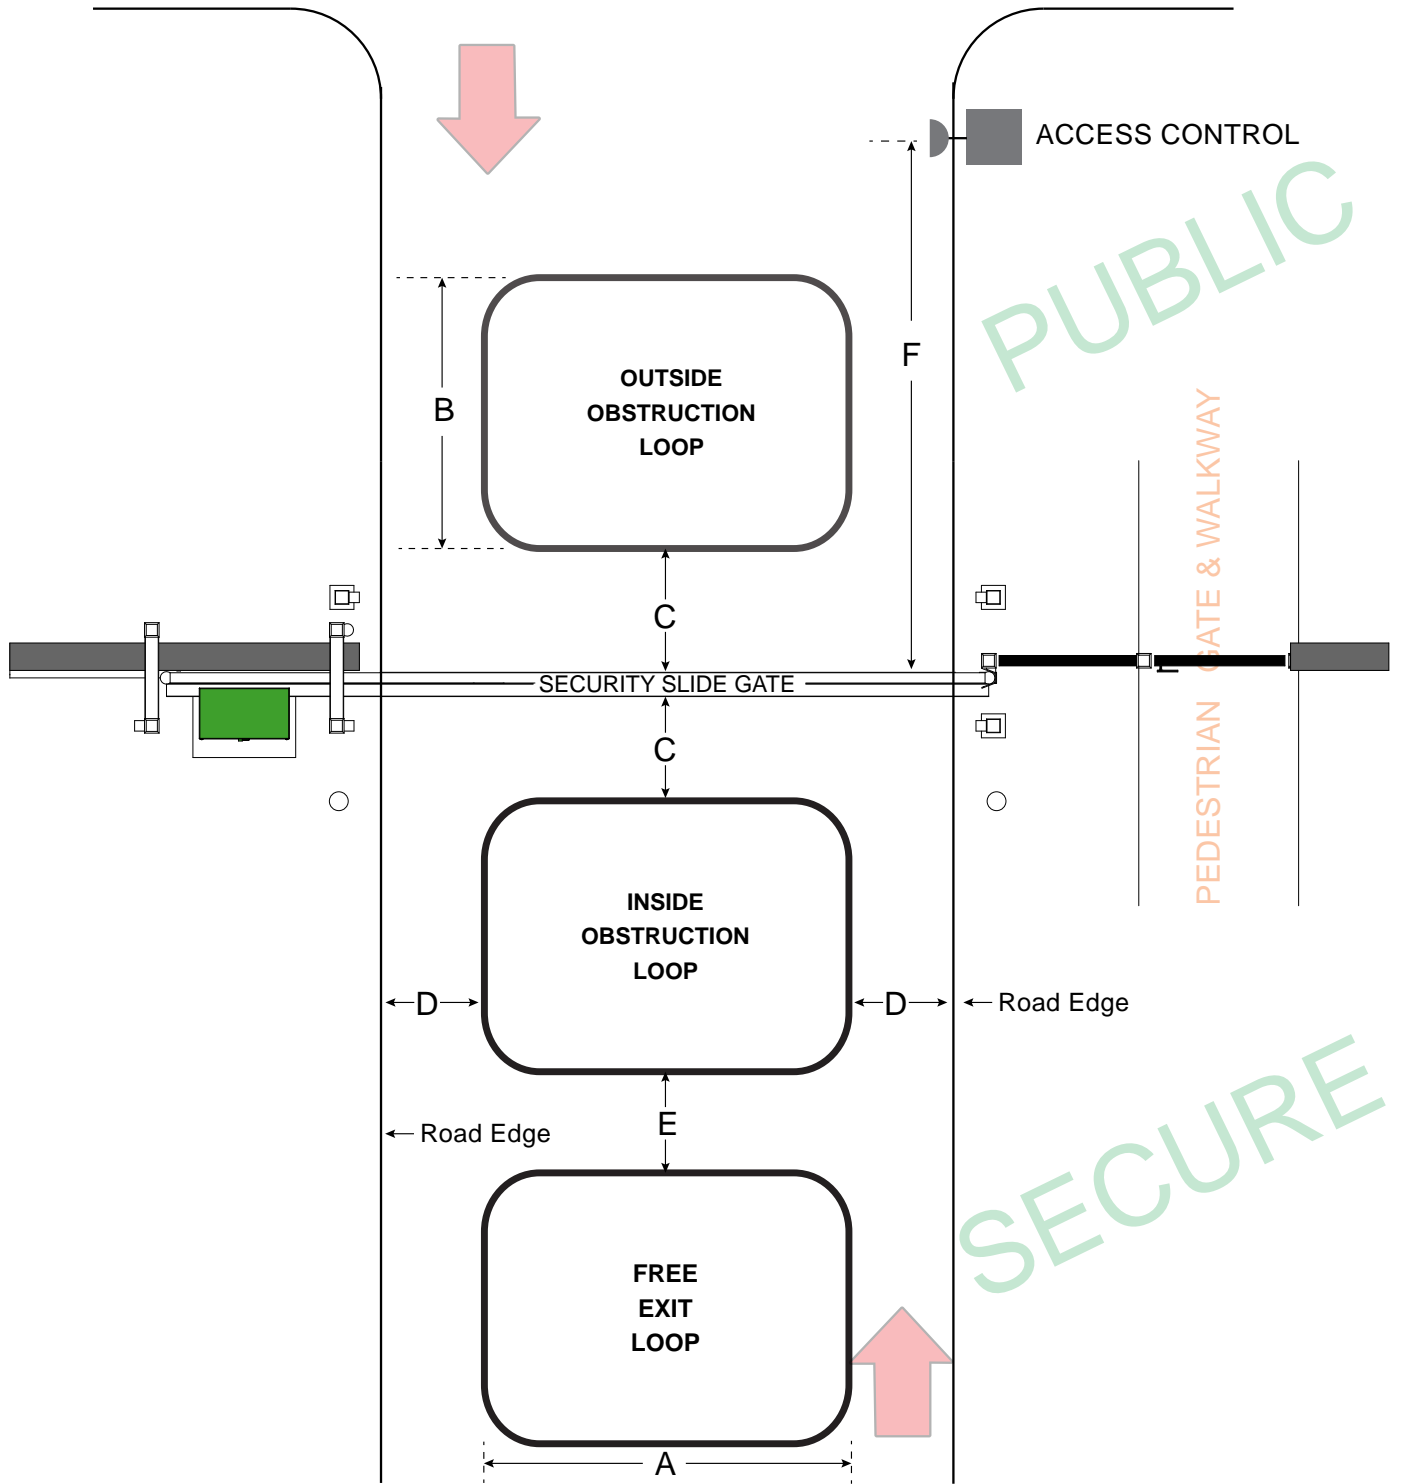 ACCESS CONTROL
PUBLIC
OUTSIDE
OBSTRUCTION
LOOP
B
F
C
PEDESTRIAN GATE & WALKWAY
SECURITY SLIDE GATE
C
INSIDE
OBSTRUCTION
LOOP
D
D
Road Edge
E
Road Edge
SECURE
FREE
EXIT
LOOP
A